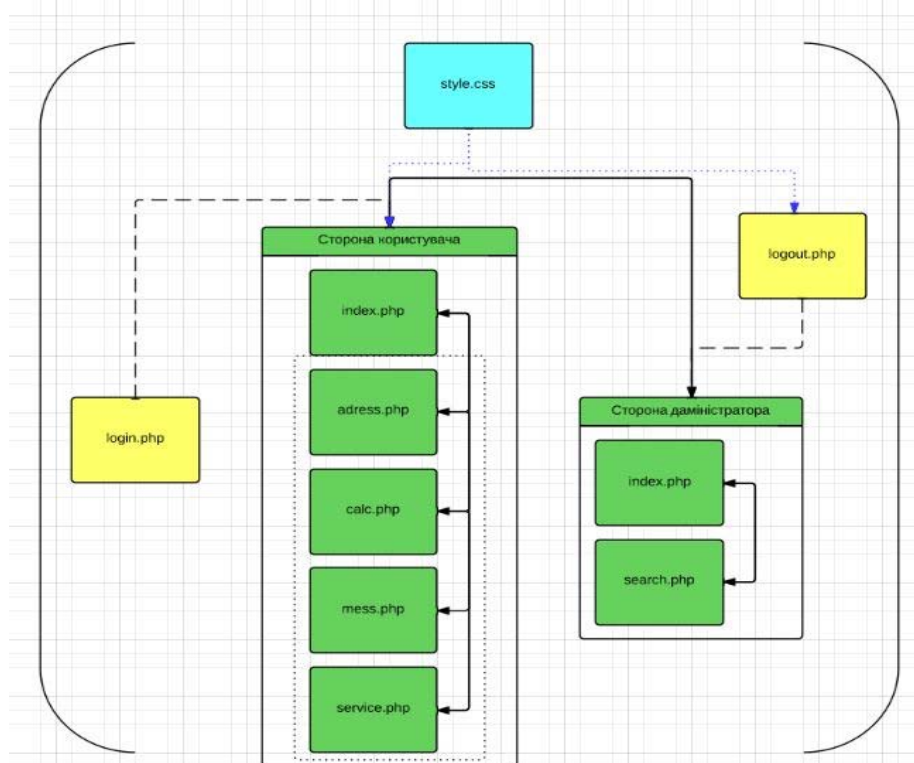 style.css
Сторона користувача
logout.php
index.php
adress.php
login.php
Сторона дамiнiстратора
calc.php
index.php
mess.php
search.php
service.php